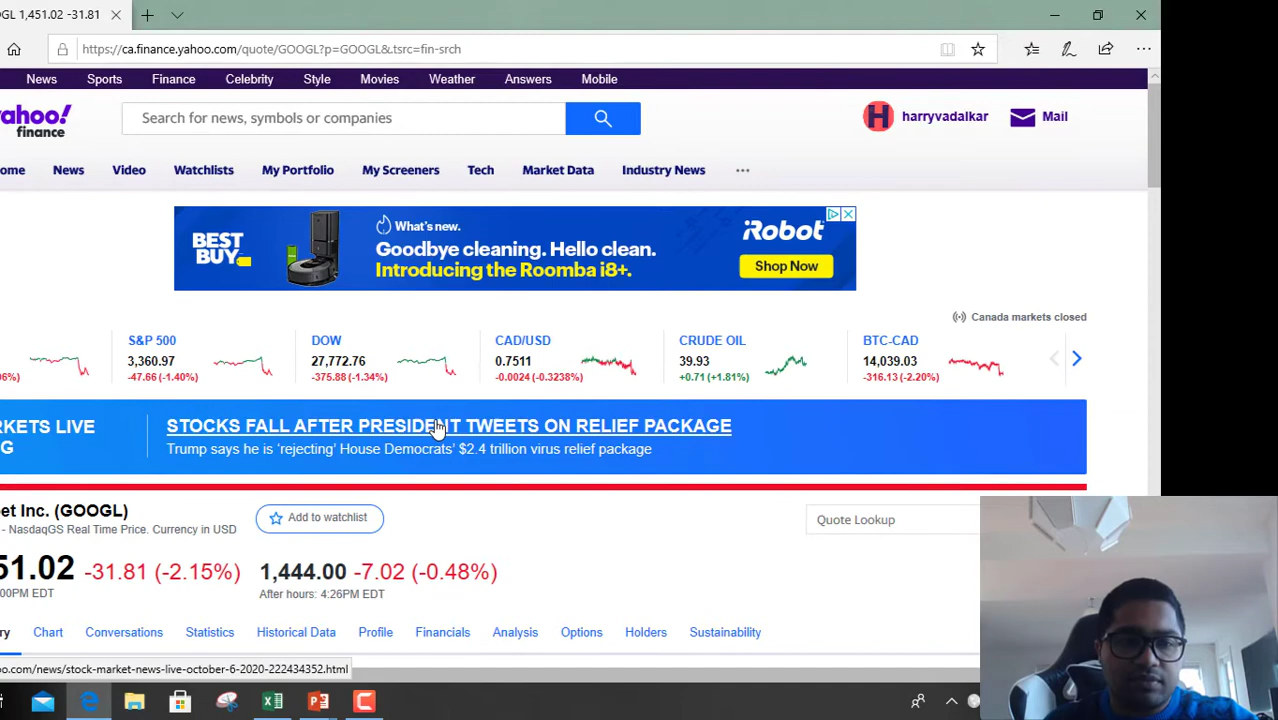 GL 1,451.02 -31.81
https://ca.finance.yahoo.com/quote/GOOGL?p=GOOGL&.tsrc=fin-srch
News Sports Finance Celebrity Style Movies Weather Answers Mobile
yahoo!
finance
Search for news, symbols or companies
H harryvadalkar Mail
ome News Video Watchlists My Portfolio My Screeners Tech Market Data Industry News ...
BEST BUY
What's new.
Goodbye cleaning. Hello clean.
Introducing the Roomba i8+.
iRobot
Shop Now
Canada markets closed
S&P 500 DOW CAD/USD CRUDE OIL BTC-CAD
3,360.97 27,772.76 0.7511 39.93 14,039.03
6%) -47.66 (-1.40%) -375.88 (-1.34%) -0.0024 (-0.3238%) +0.71 (+1.81%) -316.13 (-2.20%)
RKETS LIVE
G
STOCKS FALL AFTER PRESIDENT TWEETS ON RELIEF PACKAGE
Trump says he is 'rejecting' House Democrats' $2.4 trillion virus relief package
et Inc. (GOOGL)
- NasdaqGS Real Time Price. Currency in USD
Add to watchlist
Quote Lookup
51.02 -31.81 (-2.15%) 1,444.00 -7.02 (-0.48%)
:00PM EDT After hours: 4:26PM EDT
ry Chart Conversations Statistics Historical Data Profile Financials Analysis Options Holders Sustainability
oo.com/news/stock-market-news-live-october-6-2020-222434352.html